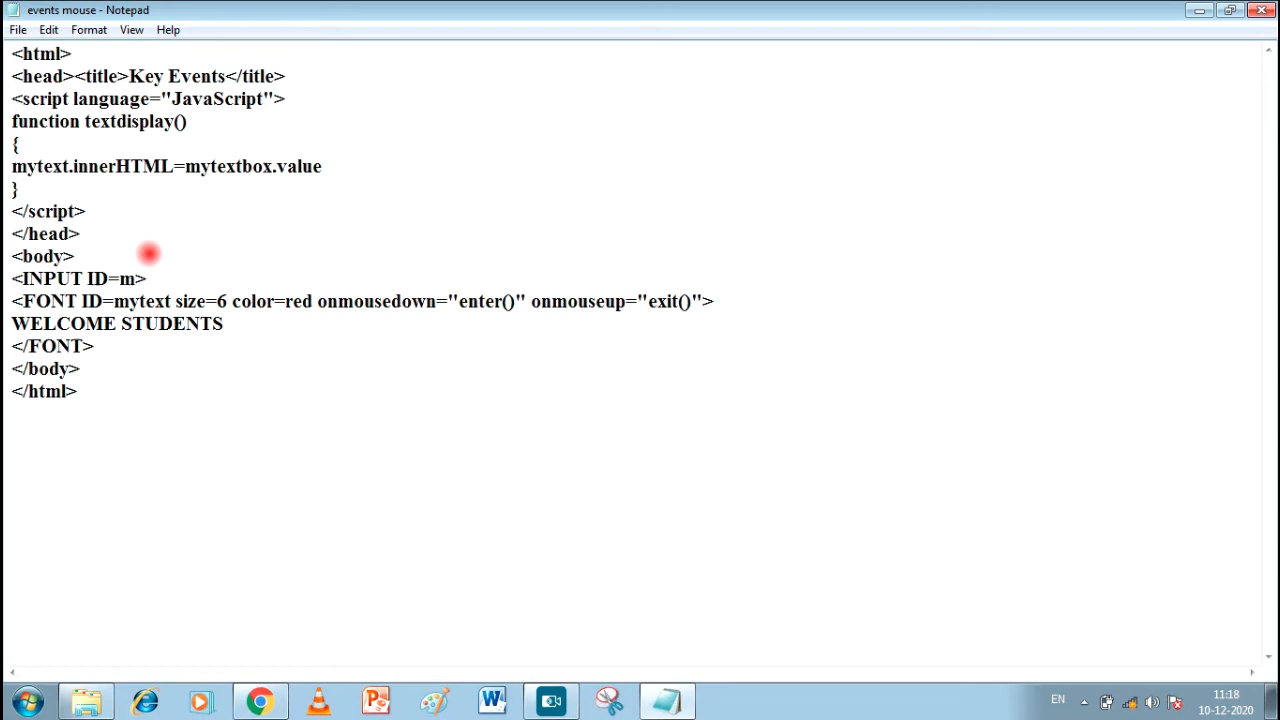 events mouse - Notepad
File Edit Format View Help
<html>
<head><title>Key Events</title>
<script language="JavaScript">
function textdisplay()
{
mytext.innerHTML=mytextbox.value
}
</script>
</head>
<body>
<INPUT ID=m>
<FONT ID=mytext size=6 color=red onmousedown="enter()" onmouseup="exit()">
WELCOME STUDENTS
</FONT>
</body>
</html>
EN
11:18
10-12-2020